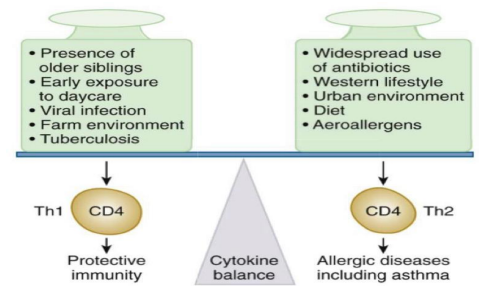 • Presence of
older siblings
• Early exposure
to daycare
• Viral infection
• Farm environment
• Tuberculosis
• Widespread use
of antibiotics
• Western lifestyle
• Urban environment
• Diet
• Aeroallergens
Th1 CD4
CD4 Th2
Protective
immunity
Cytokine
balance
Allergic diseases
including asthma